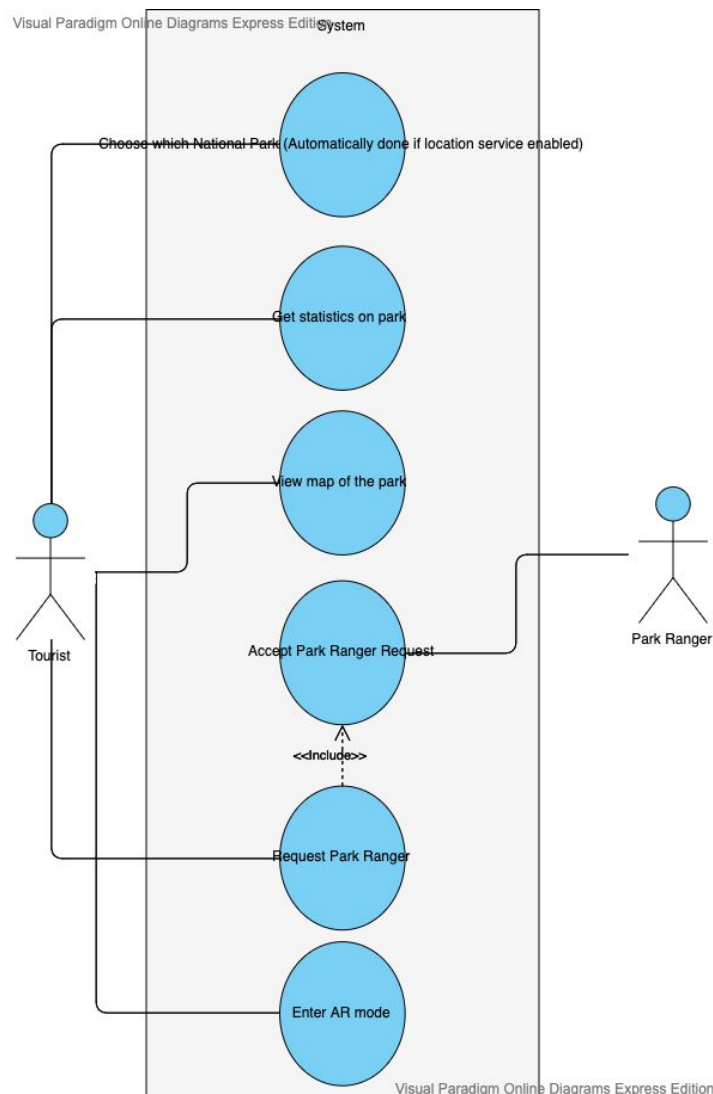 Visual Paradigm Online Diagrams Express Edition
System
Choose which National Park (Automatically done if location service enabled)
Get statistics on park
View map of the park
Accept Park Ranger Request
Park Ranger
Tourist
<<Include>>
Request Park Ranger
Enter AR mode
Visual Paradigm Online Diagrams Express Edition